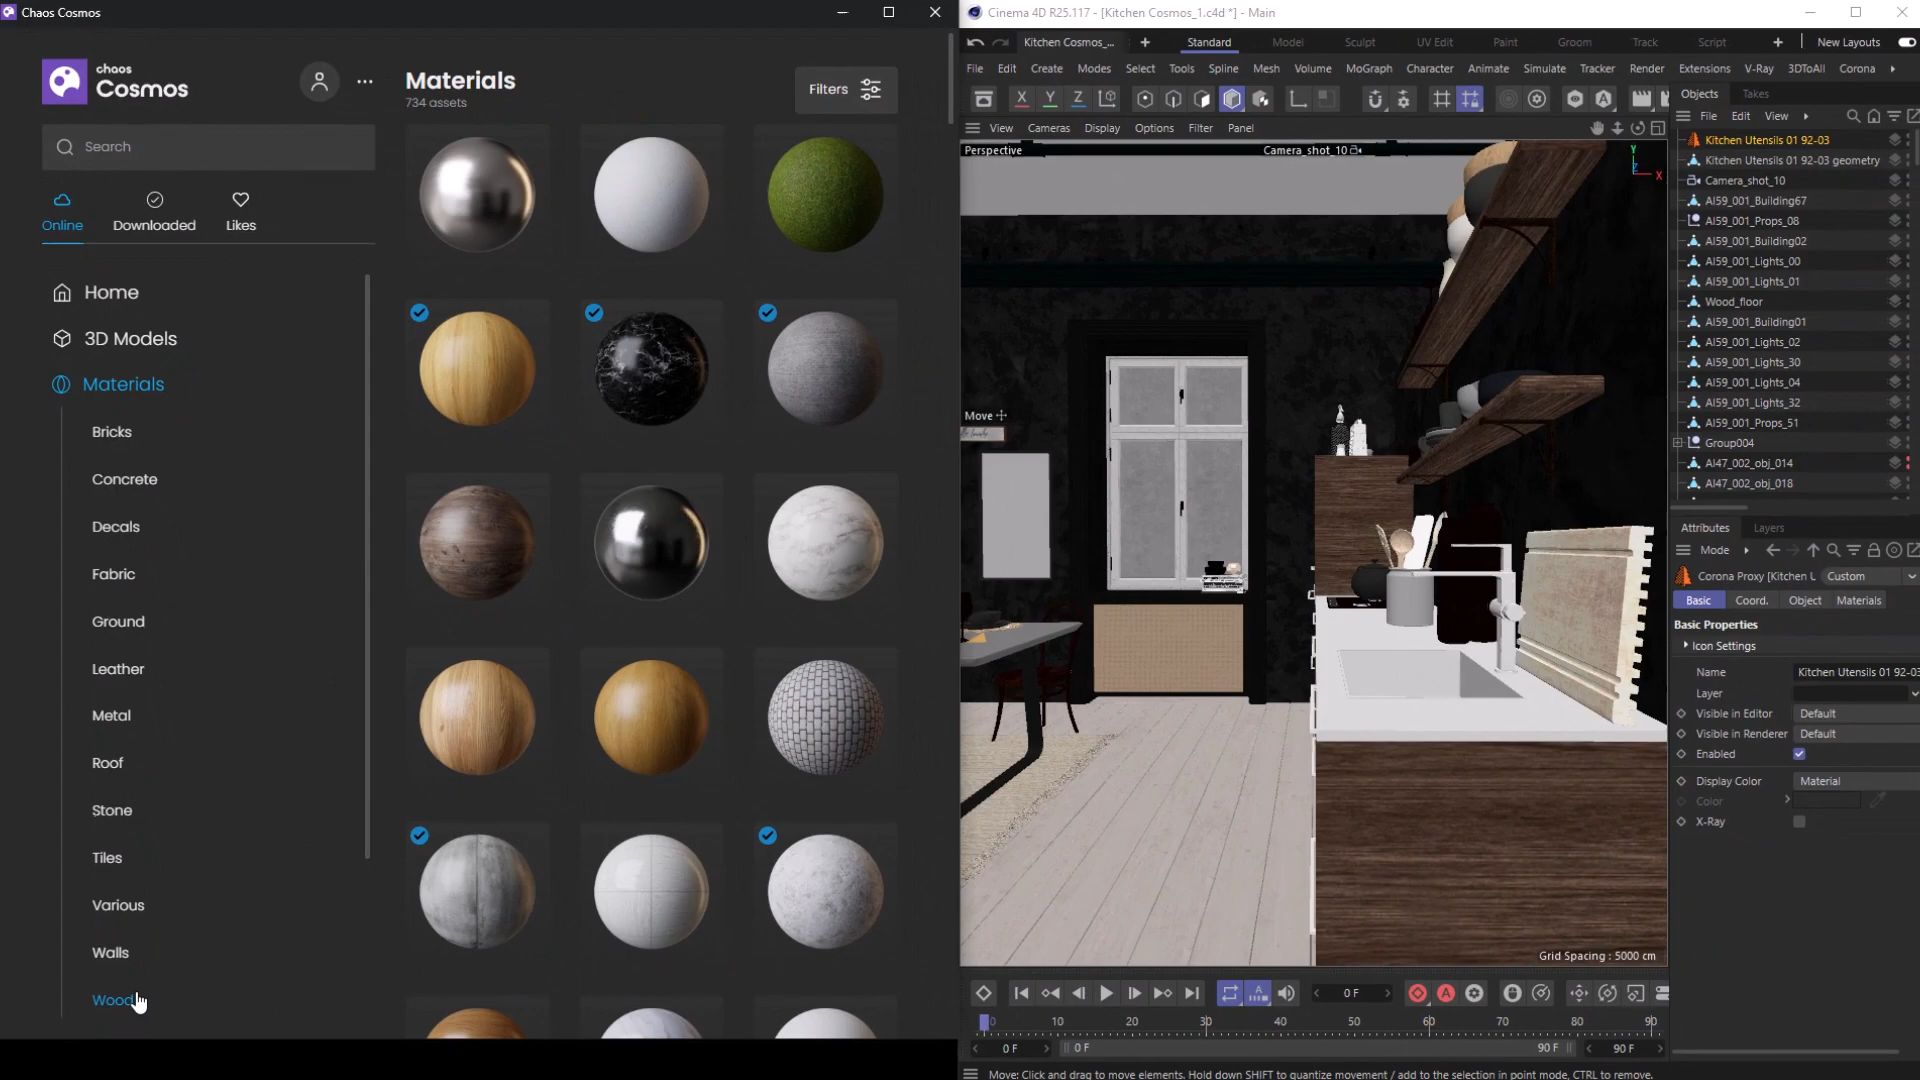 Chaos Cosmos
chaos
Cosmos
Search
Online
Downloaded
Likes
Home
3D Models
Materials
Bricks
Concrete
Decals
Fabric
Ground
Leather
Metal
Roof
Stone
Tiles
Various
Walls
Wood
Materials
734 assets
Filters
Cinema 4D R25.117 - [Kitchen Cosmos_1.c4d *] - Main
Kitchen Cosmos_...
Standard
Model
Sculpt
UV Edit
Paint
Groom
Track
Script
New Layouts
File Edit Create Modes Select Tools Spline Mesh Volume MoGraph Character Animate Simulate Tracker Render Extensions V-Ray 3DToAll Corona
X Y Z
View Cameras Display Options Filter Panel
Perspective
Camera_shot_10
Y
Z
X
Move
Grid Spacing : 5000 cm
Objects
Takes
File Edit View
Kitchen Utensils 01 92-03
Kitchen Utensils 01 92-03 geometry
Camera_shot_10
AI59_001_Building67
AI59_001_Props_08
AI59_001_Building02
AI59_001_Lights_00
AI59_001_Lights_01
Wood_floor
AI59_001_Building01
AI59_001_Lights_02
AI59_001_Lights_30
AI59_001_Lights_04
AI59_001_Lights_32
AI59_001_Props_51
Group004
AI47_002_obj_014
AI47_002_obj_018
Attributes
Layers
Mode
Corona Proxy [Kitchen U
Custom
Basic
Coord.
Object
Materials
Basic Properties
Icon Settings
Name
Kitchen Utensils 01 92-03
Layer
Visible in Editor
Default
Visible in Renderer
Default
Enabled
Display Color
Material
Color
X-Ray
0 F
0 10 20 30 40 50 60 70 80 90
0 F
0 F
90 F
90 F
Move: Click and drag to move elements. Hold down SHIFT to quantize movement / add to the selection in point mode, CTRL to remove.